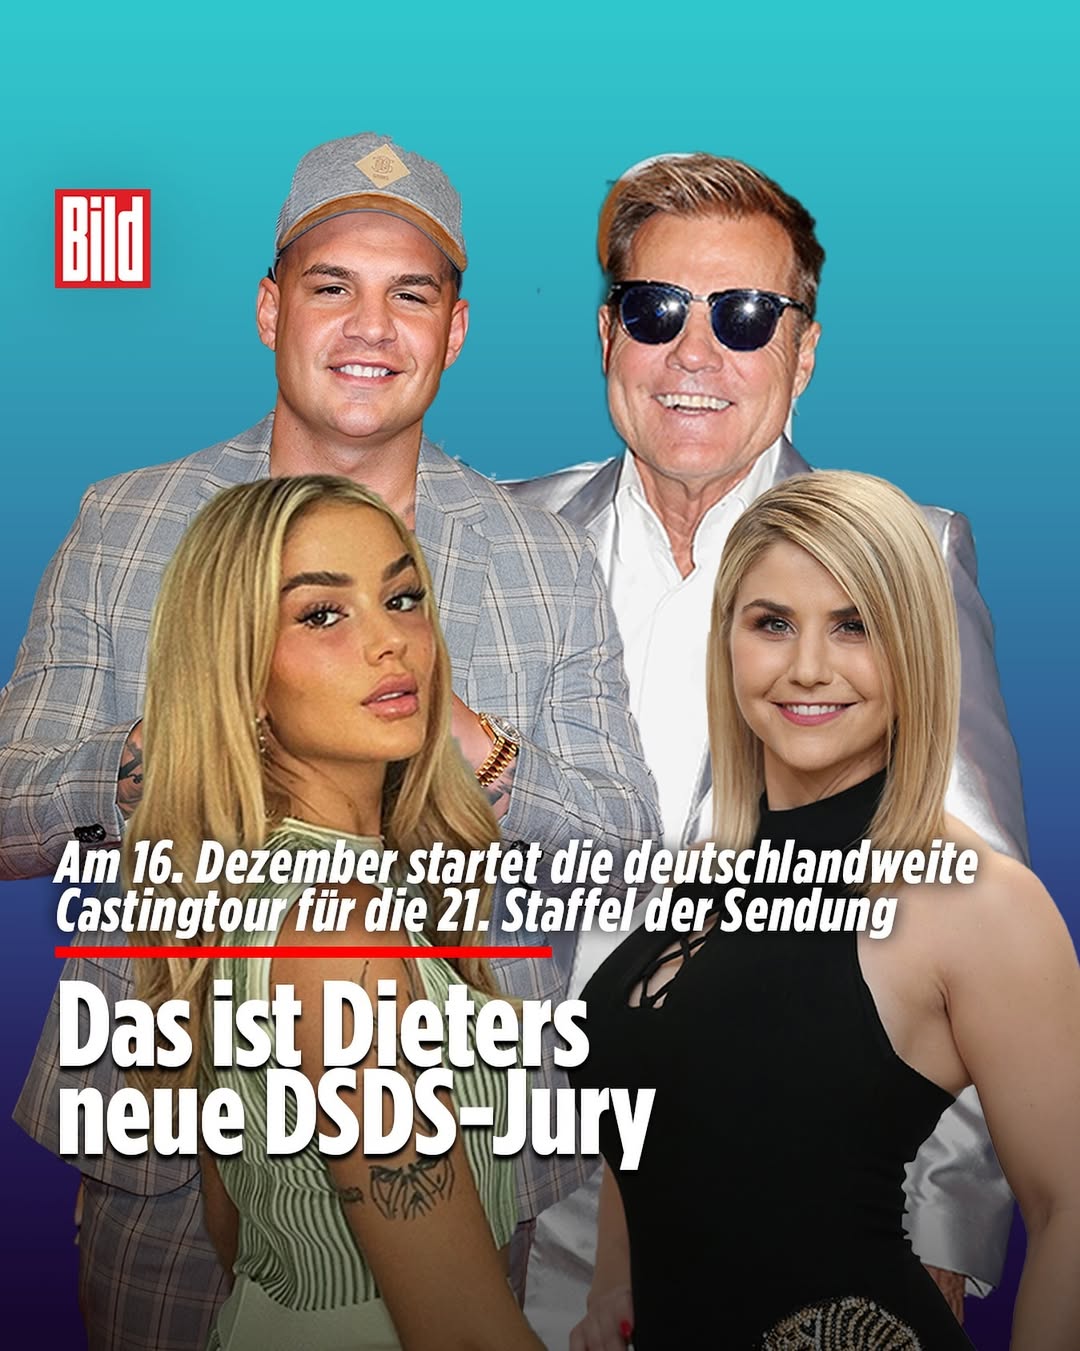 Bild
Am 16. Dezember startet die deutschlandweite
Castingtour für die 21. Staffel der Sendung
Das ist Dieters
neue DSDS-Jury